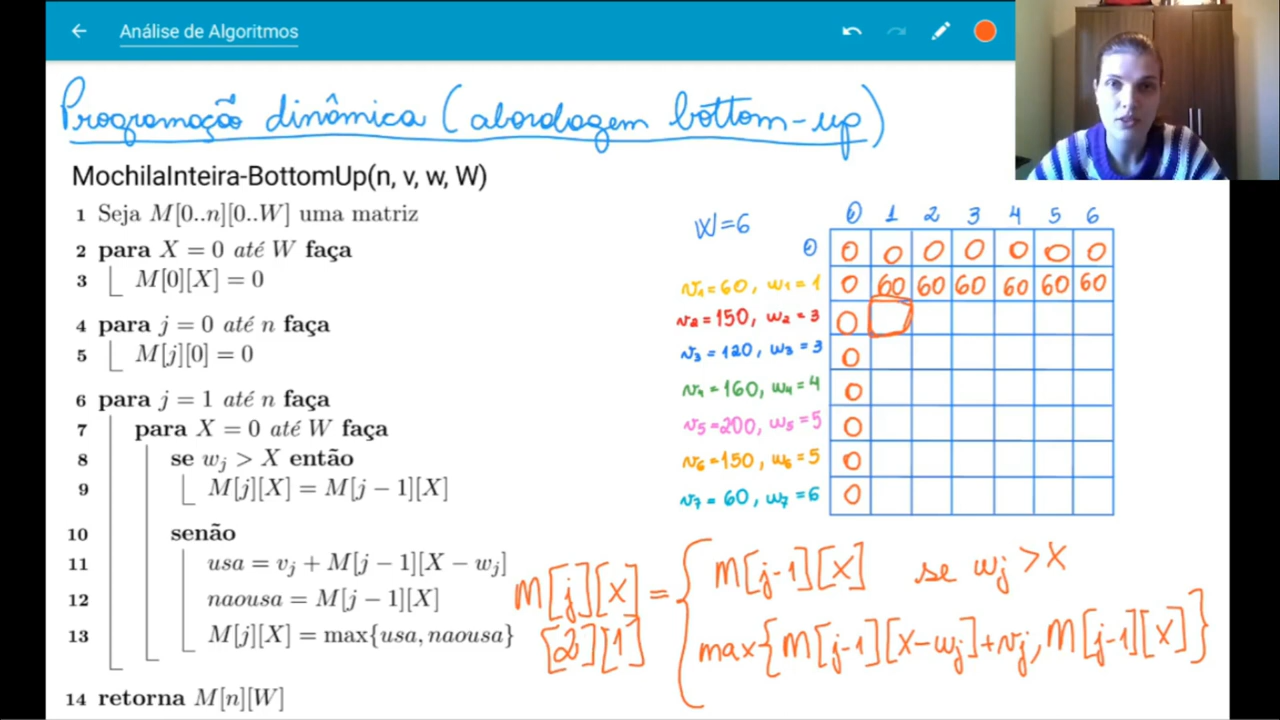 Análise de Algoritmos
Programação dinâmica (abordagem bottom-up)
MochilaInteira-BottomUp(n, v, w, W)
1 Seja M[0..n][0..W] uma matriz
2 para X = 0 até W faça
3 M[0][X] = 0
4 para j = 0 até n faça
5 M[j][0] = 0
6 para j = 1 até n faça
7 para X = 0 até W faça
8 se wj > X então
9 M[j][X] = M[j − 1][X]
10 senão
11 usa = vj + M[j − 1][X − wj]
12 naousa = M[j − 1][X]
13 M[j][X] = max{usa, naousa}
14 retorna M[n][W]
W=6
0 1 2 3 4 5 6
0 0 0 0 0 0 0 0
v1=60, w1=1 0 60 60 60 60 60 60
v2=150, w2=3 0
v3=120, w3=3 0
v4=160, w4=4 0
v5=200, w5=5 0
v6=150, w6=5 0
v7=60, w7=6 0
M[j][X] = { M[j-1][X] se wj > X
[2][1] max{M[j-1][X-wj]+vj, M[j-1][X]}